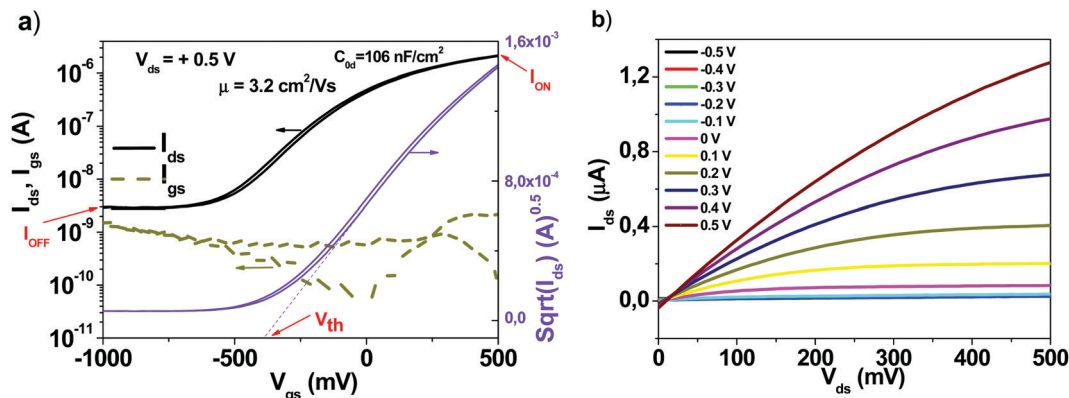 a)
V_ds = + 0.5 V
C_0d=106 nF/cm²
μ = 3.2 cm²/Vs
I_ON
I_ds
I_gs
I_OFF
V_th
I_ds, I_gs (A)
10⁻⁶
10⁻⁷
10⁻⁸
10⁻⁹
10⁻¹⁰
10⁻¹¹
-1000 -500 0 500
V_gs (mV)
1,6x10⁻³
8,0x10⁻⁴
0,0
Sqrt(I_ds) (A)^0.5
b)
I_ds (μA)
1,2
0,8
0,4
0,0
-0.5 V
-0.4 V
-0.3 V
-0.2 V
-0.1 V
0 V
0.1 V
0.2 V
0.3 V
0.4 V
0.5 V
0 100 200 300 400 500
V_ds (mV)